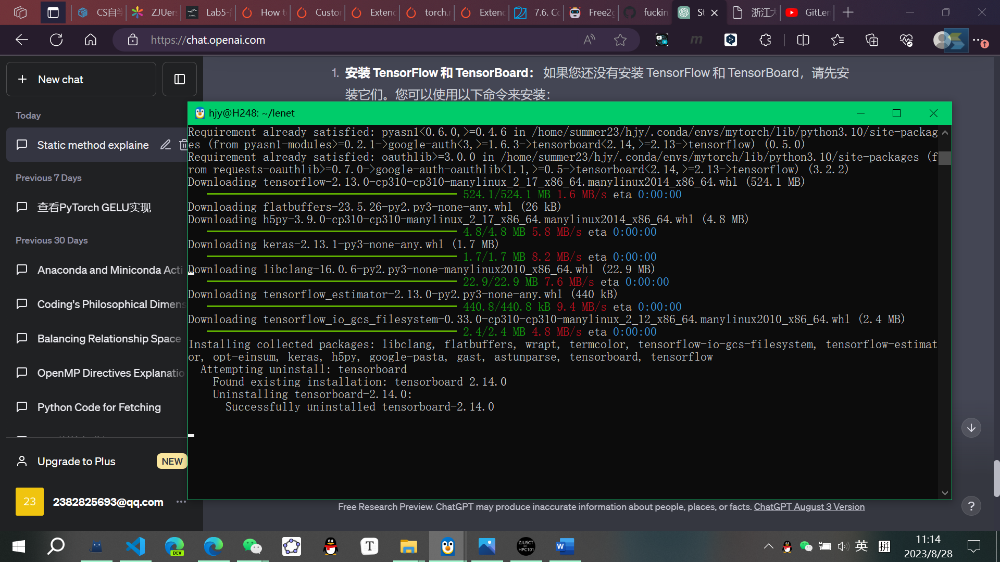 CS自学
ZJUers
Lab5-
How t
Custo
Extenc
torch.r
Extenc
7.6. Co
Free2g
fuckin
St
浙江大
GitLer
https://chat.openai.com
New chat
Today
Static method explaine
Previous 7 Days
查看PyTorch GELU实现
Previous 30 Days
Anaconda and Miniconda Acti
Coding's Philosophical Dimens
Balancing Relationship Space
OpenMP Directives Explanatio
Python Code for Fetching
Upgrade to Plus
NEW
23
2382825693@qq.com
1. 安装 TensorFlow 和 TensorBoard： 如果您还没有安装 TensorFlow 和 TensorBoard，请先安
装它们。您可以使用以下命令来安装：
hjy@H248: ~/lenet
Requirement already satisfied: pyasn1<0.6.0,>=0.4.6 in /home/summer23/hjy/.conda/envs/mytorch/lib/python3.10/site-packag
es (from pyasn1-modules>=0.2.1->google-auth<3,>=1.6.3->tensorboard<2.14,>=2.13->tensorflow) (0.5.0)
Requirement already satisfied: oauthlib>=3.0.0 in /home/summer23/hjy/.conda/envs/mytorch/lib/python3.10/site-packages (f
rom requests-oauthlib>=0.7.0->google-auth-oauthlib<1.1,>=0.5->tensorboard<2.14,>=2.13->tensorflow) (3.2.2)
Downloading tensorflow-2.13.0-cp310-cp310-manylinux_2_17_x86_64.manylinux2014_x86_64.whl (524.1 MB)
524.1/524.1 MB 1.6 MB/s eta 0:00:00
Downloading flatbuffers-23.5.26-py2.py3-none-any.whl (26 kB)
Downloading h5py-3.9.0-cp310-cp310-manylinux_2_17_x86_64.manylinux2014_x86_64.whl (4.8 MB)
4.8/4.8 MB 5.8 MB/s eta 0:00:00
Downloading keras-2.13.1-py3-none-any.whl (1.7 MB)
1.7/1.7 MB 8.2 MB/s eta 0:00:00
Downloading libclang-16.0.6-py2.py3-none-manylinux2010_x86_64.whl (22.9 MB)
22.9/22.9 MB 7.6 MB/s eta 0:00:00
Downloading tensorflow_estimator-2.13.0-py2.py3-none-any.whl (440 kB)
440.8/440.8 kB 9.4 MB/s eta 0:00:00
Downloading tensorflow_io_gcs_filesystem-0.33.0-cp310-cp310-manylinux_2_12_x86_64.manylinux2010_x86_64.whl (2.4 MB)
2.4/2.4 MB 4.8 MB/s eta 0:00:00
Installing collected packages: libclang, flatbuffers, wrapt, termcolor, tensorflow-io-gcs-filesystem, tensorflow-estimat
or, opt-einsum, keras, h5py, google-pasta, gast, astunparse, tensorboard, tensorflow
Attempting uninstall: tensorboard
Found existing installation: tensorboard 2.14.0
Uninstalling tensorboard-2.14.0:
Successfully uninstalled tensorboard-2.14.0
Free Research Preview. ChatGPT may produce inaccurate information about people, places, or facts. ChatGPT August 3 Version
?
DEV
T
ZJUSCT
HPC101
W
英
拼
11:14
2023/8/28